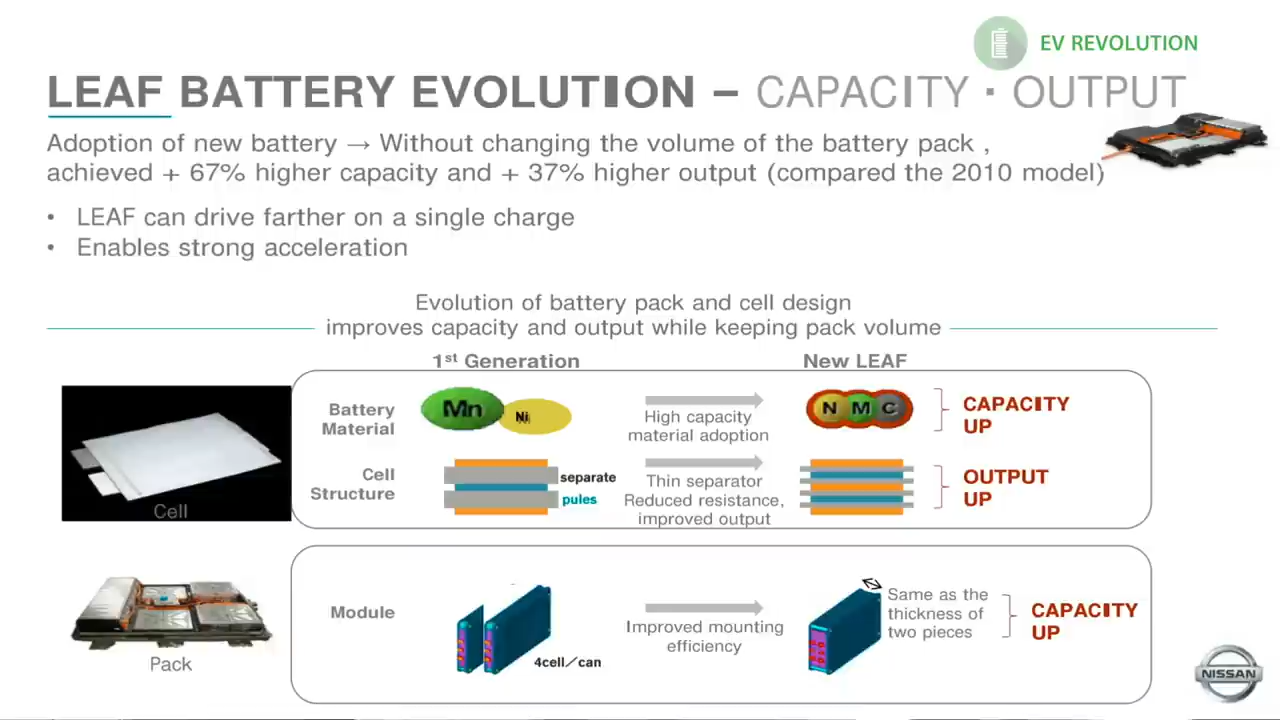 EV REVOLUTION
LEAF BATTERY EVOLUTION – CAPACITY · OUTPUT
Adoption of new battery → Without changing the volume of the battery pack ,
achieved + 67% higher capacity and + 37% higher output (compared the 2010 model)
• LEAF can drive farther on a single charge
• Enables strong acceleration
Evolution of battery pack and cell design
improves capacity and output while keeping pack volume
1st Generation
New LEAF
Cell
Battery
Material
Mn Ni
High capacity
material adoption
N M C
CAPACITY
UP
Cell
Structure
separate
pules
Thin separator
Reduced resistance,
improved output
OUTPUT
UP
Pack
Module
4cell/can
Improved mounting
efficiency
Same as the
thickness of
two pieces
CAPACITY
UP
NISSAN